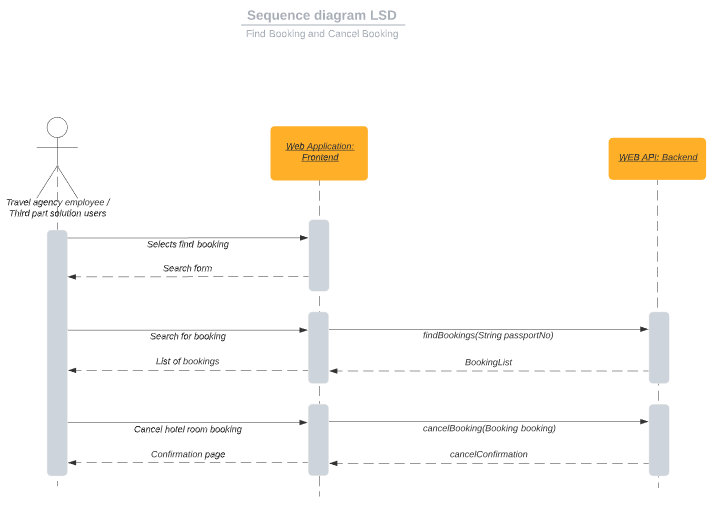 Sequence diagram LSD
Find Booking and Cancel Booking
Web Application:
Frontend
WEB API: Backend
Travel agency employee /
Third part solution users
Selects find booking
Search form
Search for booking
findBookings(String passportNo)
List of bookings
BookingList
Cancel hotel room booking
cancelBooking(Booking booking)
Confirmation page
cancelConfirmation